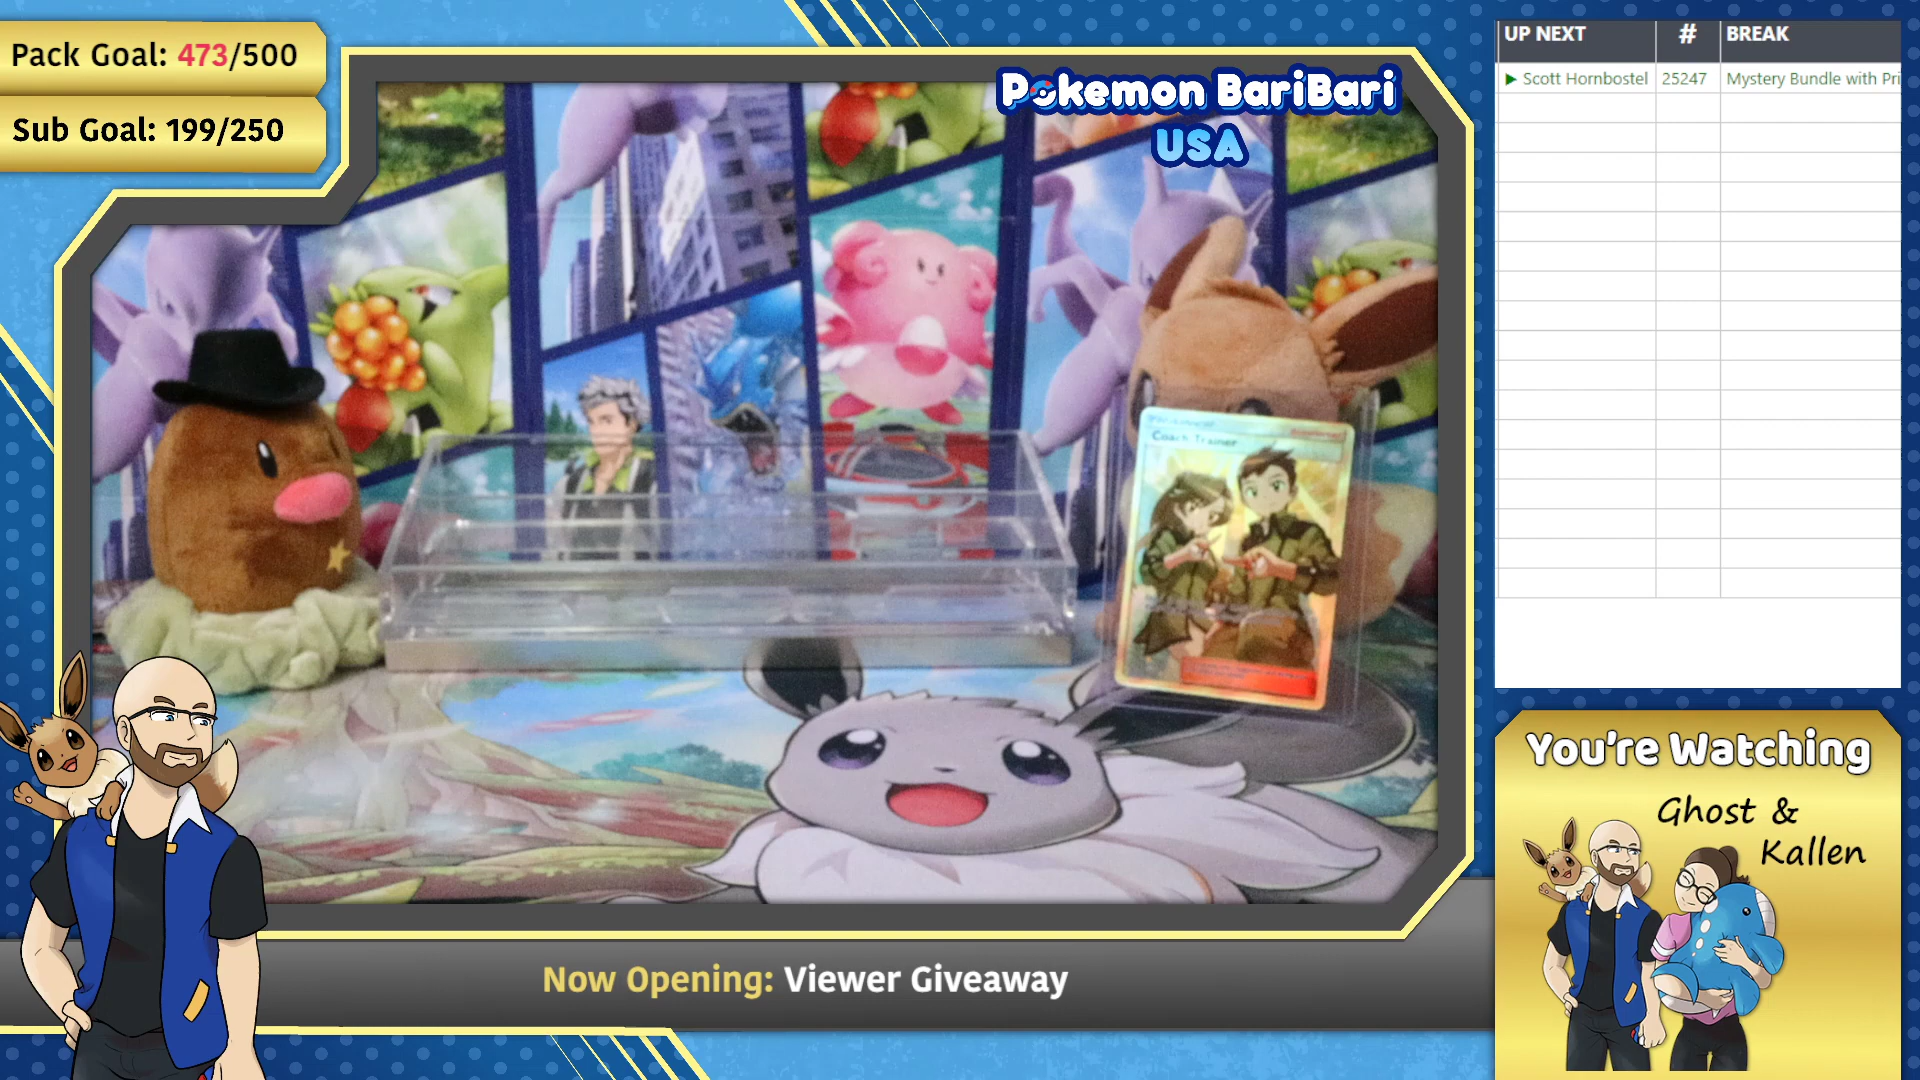 Pack Goal: 473/500
Sub Goal: 199/250
Pokemon BariBari
USA
Coach Trainer
UP NEXT # BREAK
Scott Hornbostel 25247 Mystery Bundle with Pri
You're Watching
Ghost &
Kallen
Now Opening: Viewer Giveaway